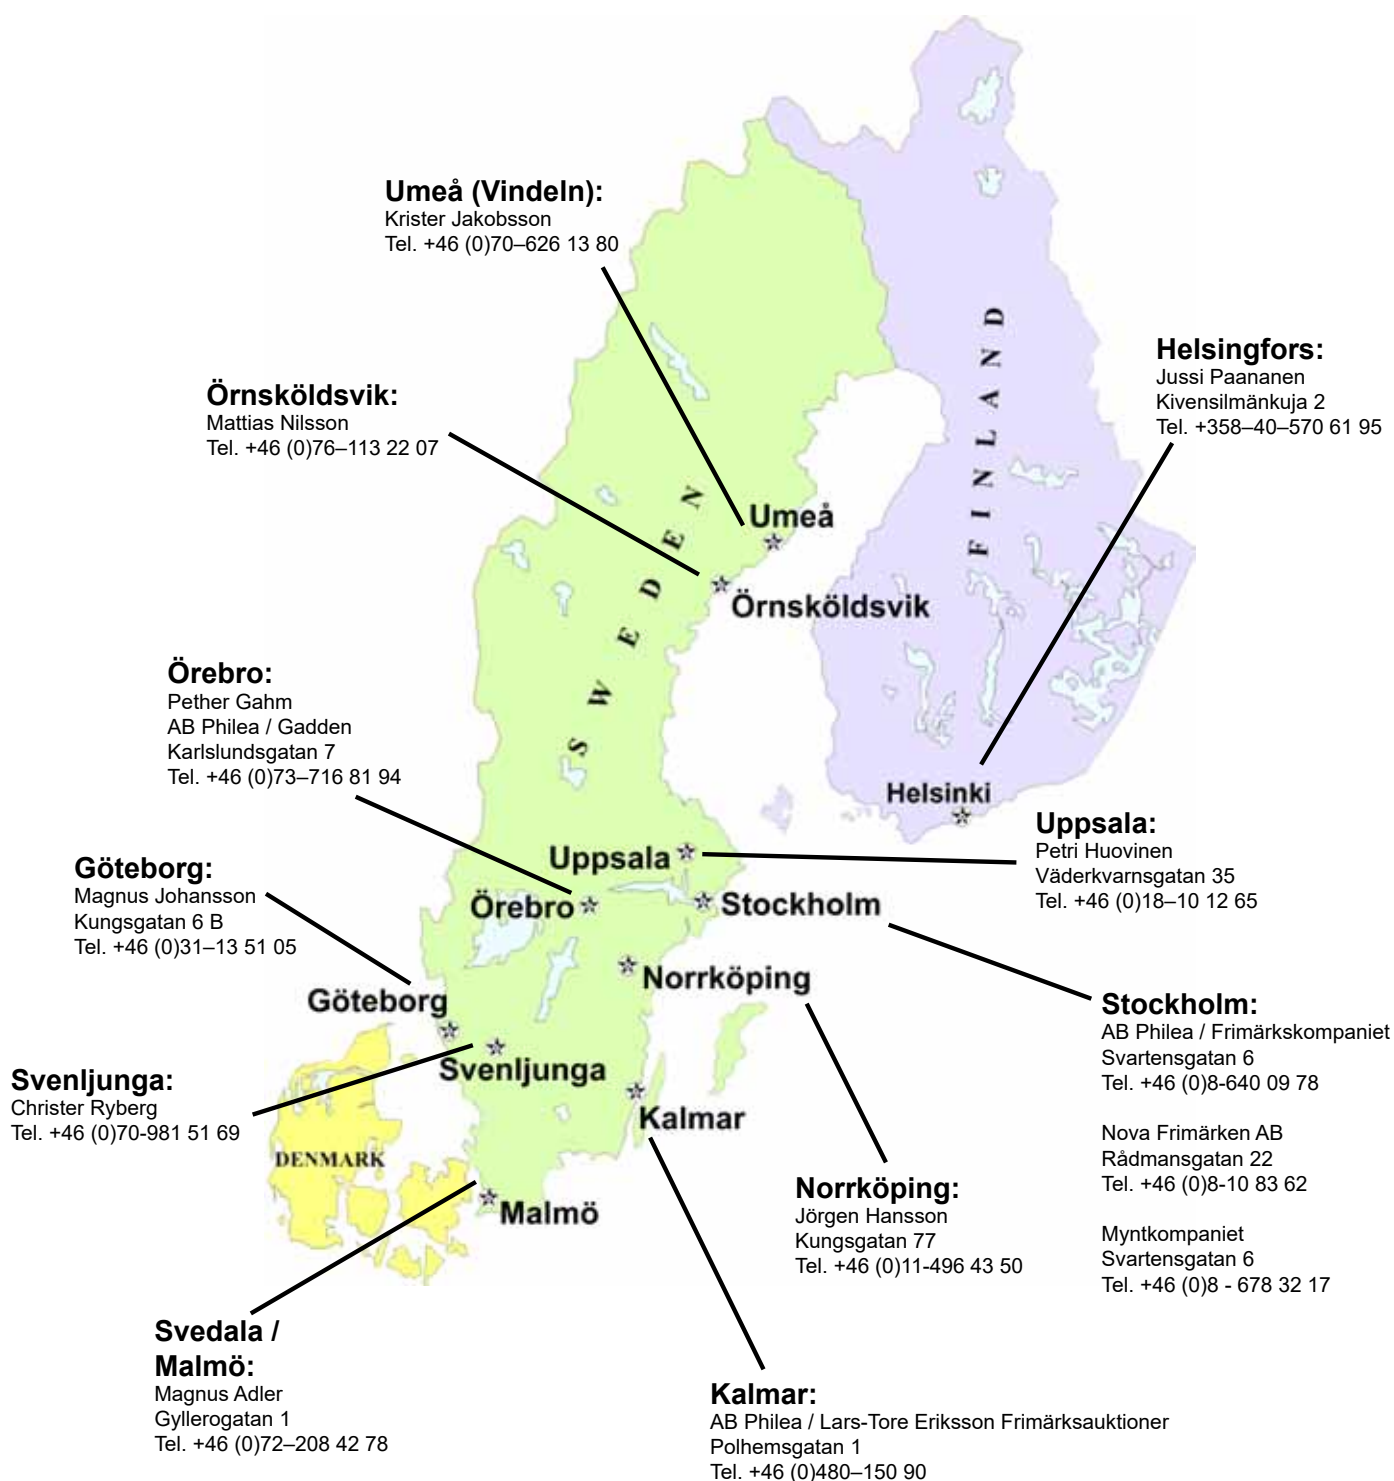 Umeå (Vindeln):
Krister Jakobsson
Tel. +46 (0)70–626 13 80
Helsingfors:
Jussi Paananen
Kivensilmänkuja 2
Tel. +358–40–570 61 95
Örnsköldsvik:
Mattias Nilsson
Tel. +46 (0)76–113 22 07
FINLAND
SWEDEN
Umeå
Örnsköldsvik
Örebro:
Pether Gahm
AB Philea / Gadden
Karlslundsgatan 7
Tel. +46 (0)73–716 81 94
Helsinki
Uppsala:
Petri Huovinen
Väderkvarnsgatan 35
Tel. +46 (0)18–10 12 65
Uppsala
Örebro
Stockholm
Göteborg:
Magnus Johansson
Kungsgatan 6 B
Tel. +46 (0)31–13 51 05
Norrköping
Göteborg
Stockholm:
AB Philea / Frimärkskompaniet
Svartensgatan 6
Tel. +46 (0)8-640 09 78
Nova Frimärken AB
Rådmansgatan 22
Tel. +46 (0)8-10 83 62
Myntkompaniet
Svartensgatan 6
Tel. +46 (0)8 - 678 32 17
Svenljunga
Svenljunga:
Christer Ryberg
Tel. +46 (0)70-981 51 69
Kalmar
DENMARK
Malmö
Norrköping:
Jörgen Hansson
Kungsgatan 77
Tel. +46 (0)11-496 43 50
Svedala /
Malmö:
Magnus Adler
Gyllerogatan 1
Tel. +46 (0)72–208 42 78
Kalmar:
AB Philea / Lars-Tore Eriksson Frimärksauktioner
Polhemsgatan 1
Tel. +46 (0)480–150 90